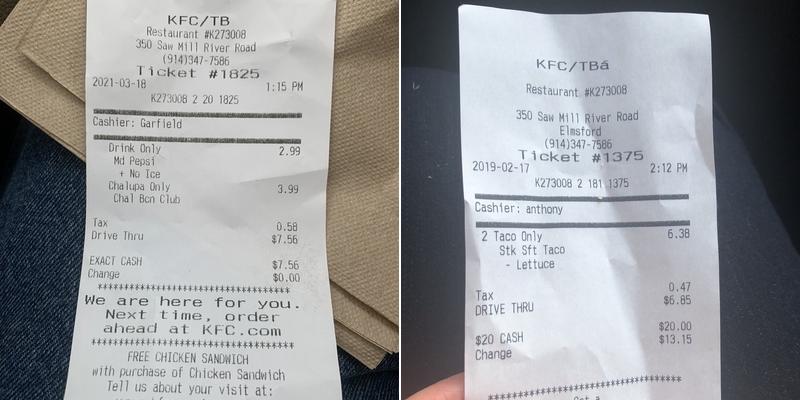 KFC/TB
Restaurant #K273008
350 Saw Mill River Road
(914)347-7586
Ticket #1825
2021-03-18 1:15 PM
K273008 2 20 1825
Cashier: Garfield
Drink Only 2.99
Md Pepsi
+ No Ice
Chalupa Only 3.99
Chal Bcn Club
Tax 0.58
Drive Thru $7.56
EXACT CASH $7.56
Change $0.00
****************************************
We are here for you.
Next time, order
ahead at KFC.com
****************************************
FREE CHICKEN SANDWICH
with purchase of Chicken Sandwich
Tell us about your visit at:
KFC/TBá
Restaurant #K273008
350 Saw Mill River Road
Elmsford
(914)347-7586
Ticket #1375
2019-02-17 2:12 PM
K273008 2 181 1375
Cashier: anthony
2 Taco Only 6.38
Stk Sft Taco
- Lettuce
Tax 0.47
DRIVE THRU $6.85
$20 CASH $20.00
Change $13.15
****************************************